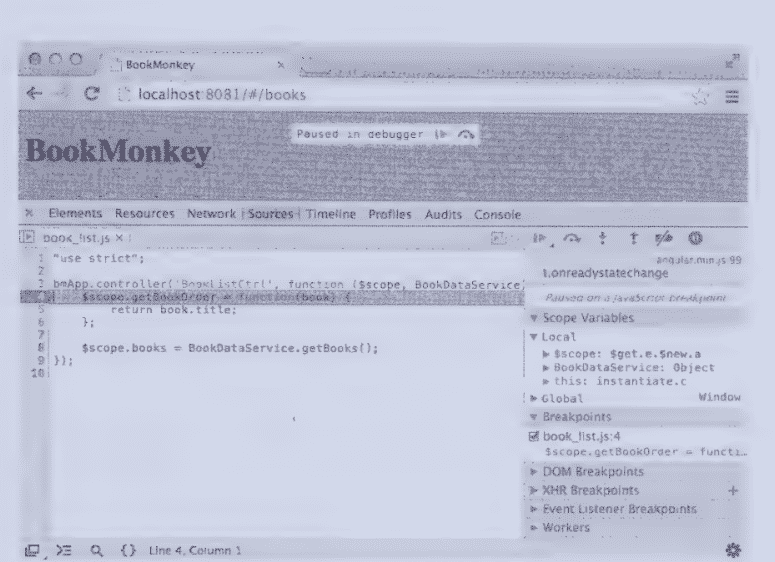 BookMonkey
localhost:8081/#/books
Paused in debugger
BookMonkey
Elements Resources Network Sources Timeline Profiles Audits Console
book_list.js ×
1 "use strict";
2
3 bmApp.controller('BookListCtrl', function ($scope, BookDataService)
4 $scope.getBookOrder = function(book) {
5 return book.title;
6 };
7
8 $scope.books = BookDataService.getBooks();
9 });
10
angular.min.js:99
t.onreadystatechange
Paused on a JavaScript breakpoint
Scope Variables
Local
$scope: $get.e.$new.a
BookDataService: Object
this: instantiate.c
Global Window
Breakpoints
book_list.js:4
$scope.getBookOrder = functi…
DOM Breakpoints
XHR Breakpoints +
Event Listener Breakpoints
Workers
{} Line 4, Column 1